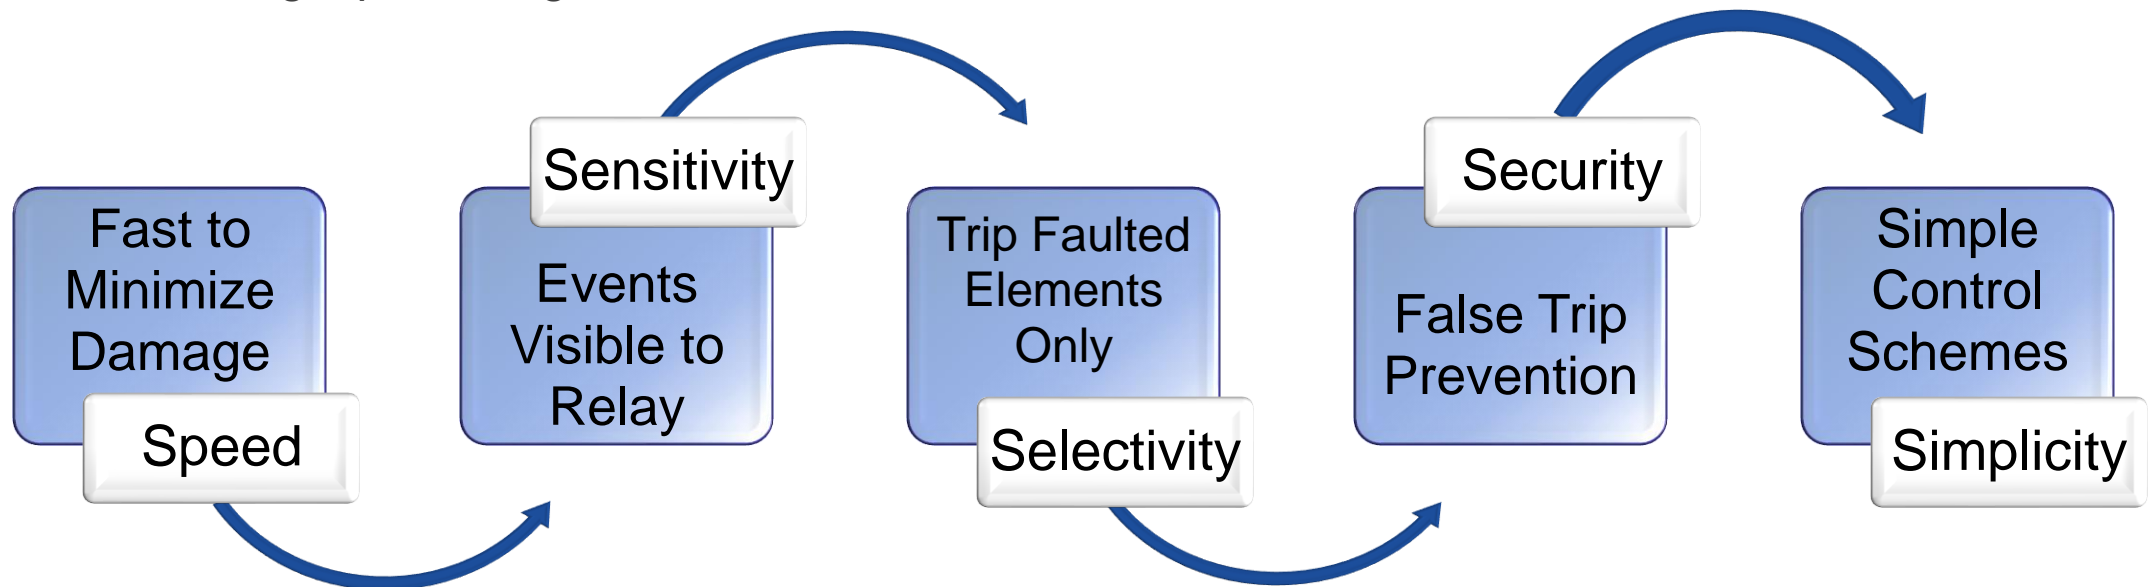 Fast to
Minimize
Damage
Speed
Sensitivity
Events
Visible to
Relay
Trip Faulted
Elements
Only
Selectivity
Security
False Trip
Prevention
Simple
Control
Schemes
Simplicity